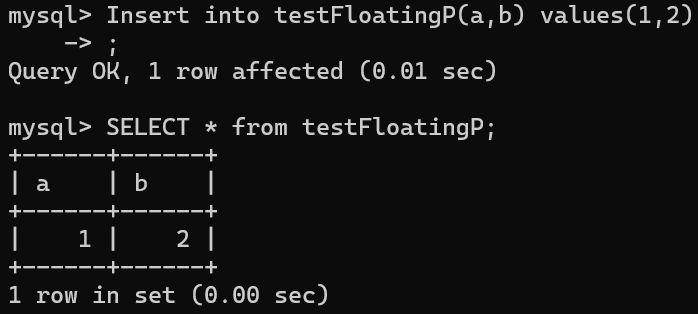 mysql> Insert into testFloatingP(a,b) values(1,2)
    -> ;
Query OK, 1 row affected (0.01 sec)

mysql> SELECT * from testFloatingP;
+------+------+
| a    | b    |
+------+------+
|    1 |    2 |
+------+------+
1 row in set (0.00 sec)